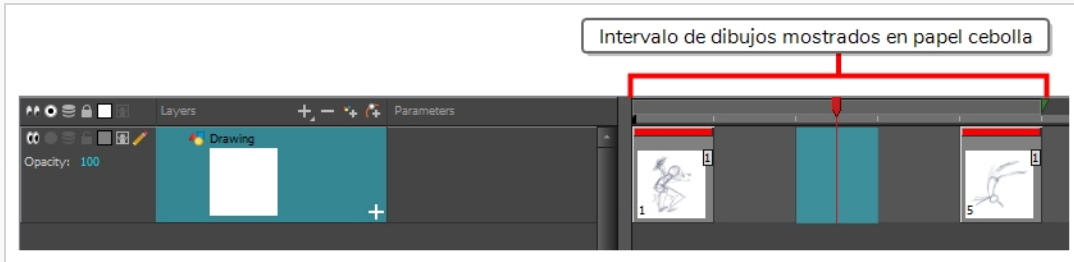 Intervalo de dibujos mostrados en papel cebolla
Layers
Parameters
Drawing
Opacity: 100
1
1
1
5